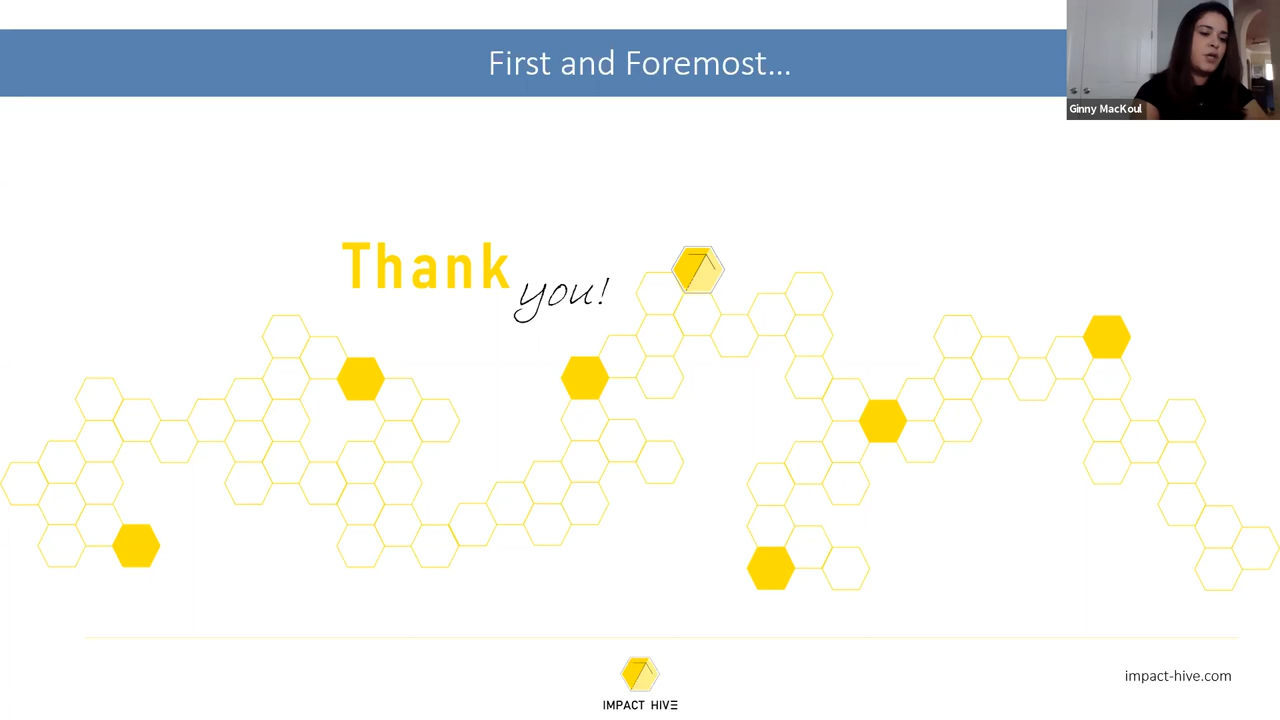 First and Foremost...
Ginny MacKoul
Thank
you!
IMPACT HIVE
impact-hive.com